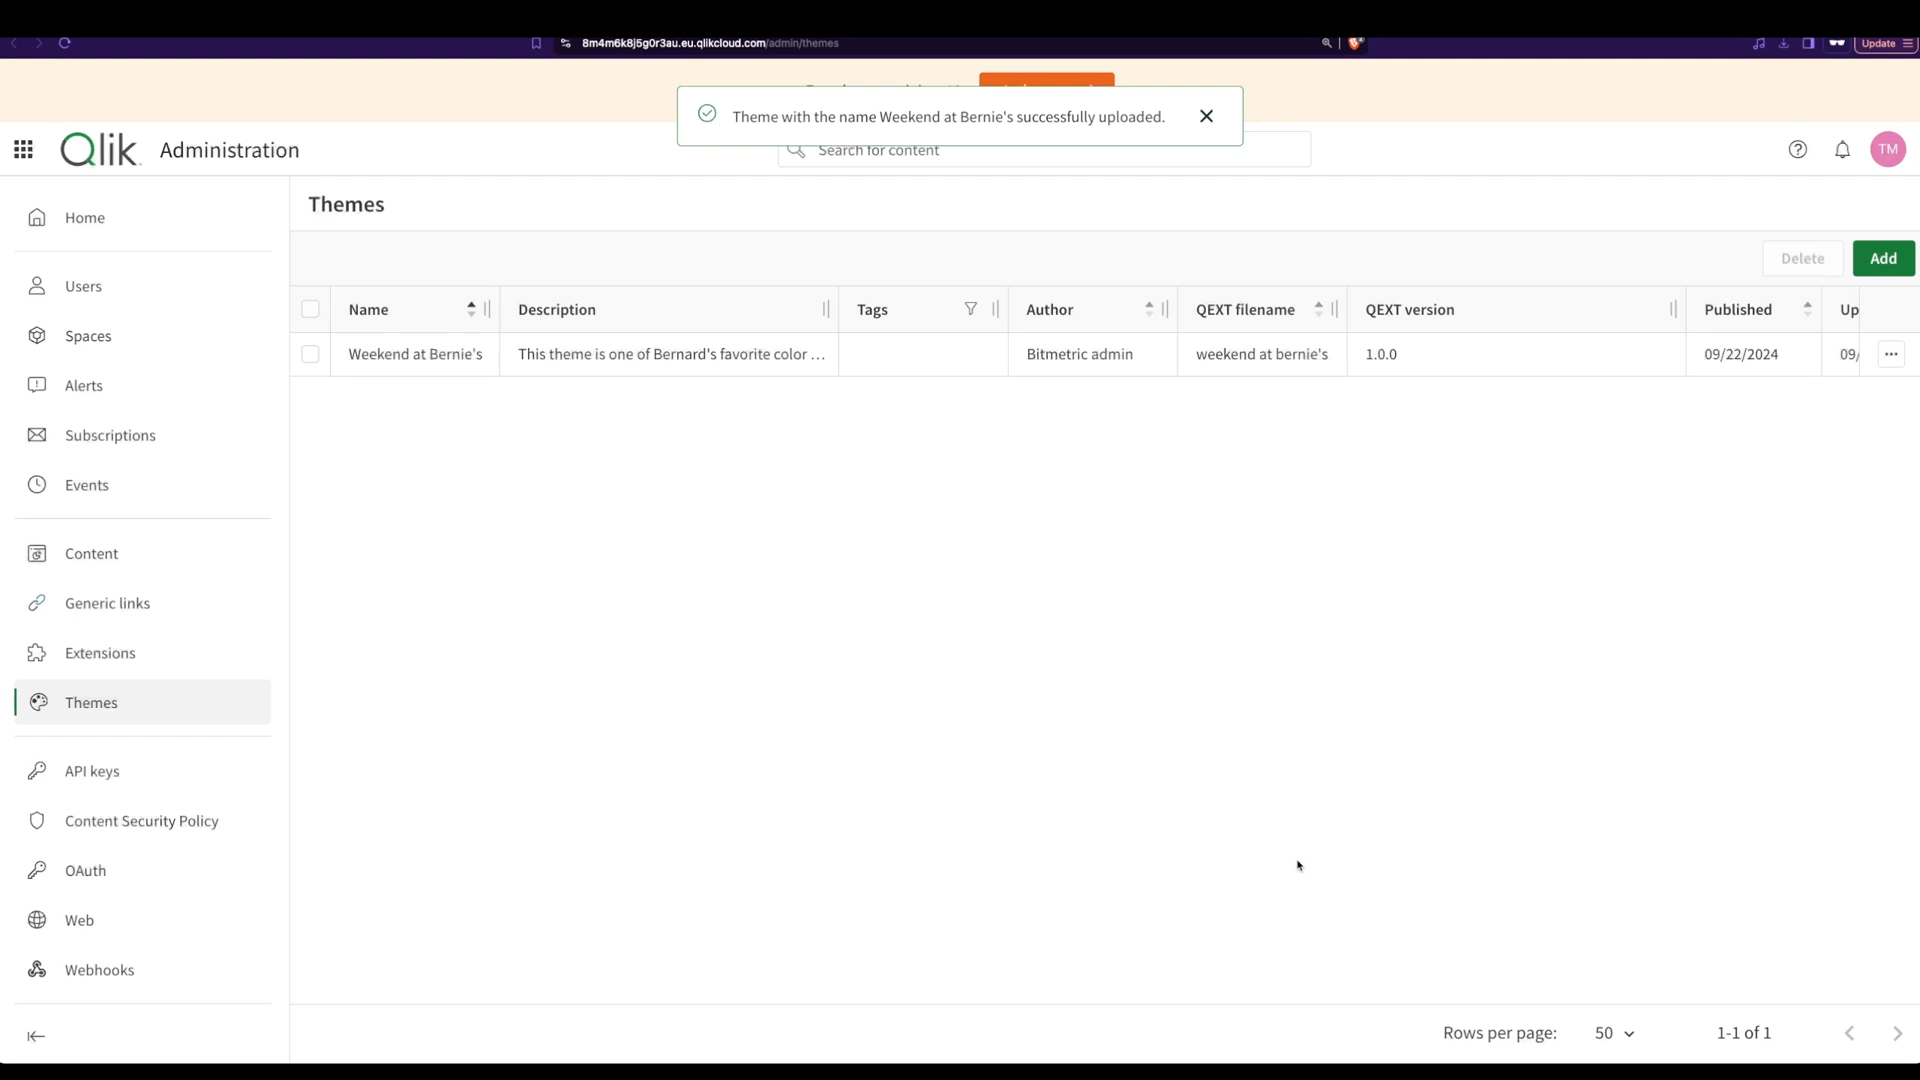 8m4m6k8j5g0r3au.eu.qlikcloud.com/admin/themes
Update
Theme with the name Weekend at Bernie's successfully uploaded.
Qlik Administration
Search for content
TM
Home
Users
Spaces
Alerts
Subscriptions
Events
Content
Generic links
Extensions
Themes
API keys
Content Security Policy
OAuth
Web
Webhooks
Themes
Delete Add
Name Description Tags Author QEXT filename QEXT version Published Up
Weekend at Bernie's This theme is one of Bernard's favorite color ... Bitmetric admin weekend at bernie's 1.0.0 09/22/2024 09/
Rows per page: 50 1-1 of 1